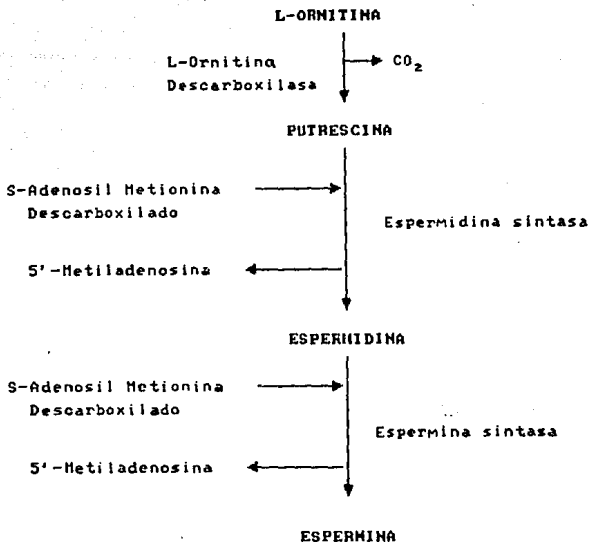 L-ORNITINA
L-Ornitina
Descarboxilasa
CO2
PUTRESCINA
S-Adenosil Metionina
Descarboxilado
Espermidina sintasa
5'-Metiladenosina
ESPERMIDINA
S-Adenosil Metionina
Descarboxilado
Espermina sintasa
5'-Metiladenosina
ESPERMINA